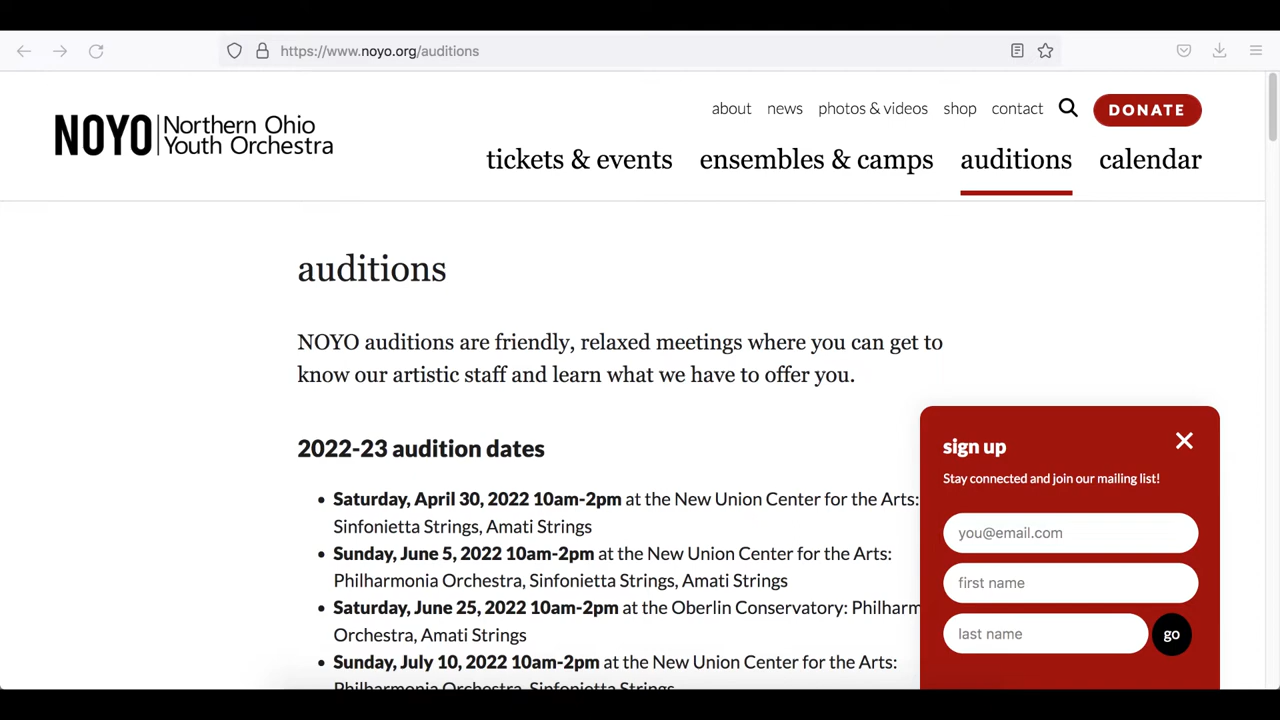 https://www.noyo.org/auditions
about news photos & videos shop contact DONATE
NOYO Northern Ohio
Youth Orchestra
tickets & events ensembles & camps auditions calendar
auditions
NOYO auditions are friendly, relaxed meetings where you can get to
know our artistic staff and learn what we have to offer you.
2022-23 audition dates
• Saturday, April 30, 2022 10am-2pm at the New Union Center for the Arts:
Sinfonietta Strings, Amati Strings
• Sunday, June 5, 2022 10am-2pm at the New Union Center for the Arts:
Philharmonia Orchestra, Sinfonietta Strings, Amati Strings
• Saturday, June 25, 2022 10am-2pm at the Oberlin Conservatory: Philharm
Orchestra, Amati Strings
• Sunday, July 10, 2022 10am-2pm at the New Union Center for the Arts:
Philharmonia Orchestra, Sinfonietta Strings
sign up
Stay connected and join our mailing list!
you@email.com
first name
last name
go